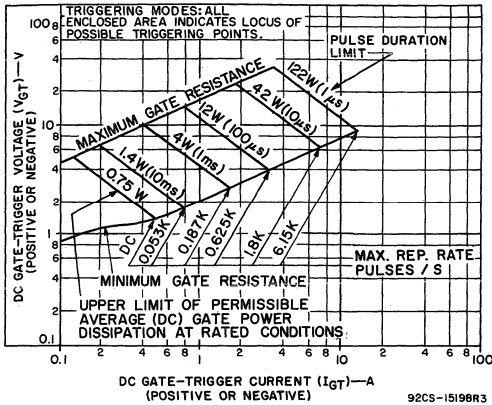 TRIGGERING MODES: ALL
ENCLOSED AREA INDICATES LOCUS OF
POSSIBLE TRIGGERING POINTS.
PULSE DURATION
LIMIT
MAXIMUM GATE RESISTANCE
122W(1μs)
42W(10μs)
12W(100μs)
4W(1ms)
1.4W(10ms)
0.75 W
DC
0.053K
0.187K
0.625K
1.8K
6.15K
MAX. REP. RATE
PULSES / S
MINIMUM GATE RESISTANCE
UPPER LIMIT OF PERMISSIBLE
AVERAGE (DC) GATE POWER
DISSIPATION AT RATED CONDITIONS
DC GATE-TRIGGER VOLTAGE (VGT)—V
(POSITIVE OR NEGATIVE)
100
8
6
4
2
10
8
6
4
2
1
8
6
4
2
0.1
0.1 2 4 6 8 1 2 4 6 8 10 2 4 6 8 100
DC GATE-TRIGGER CURRENT (IGT)—A
(POSITIVE OR NEGATIVE)
92CS-15198R3